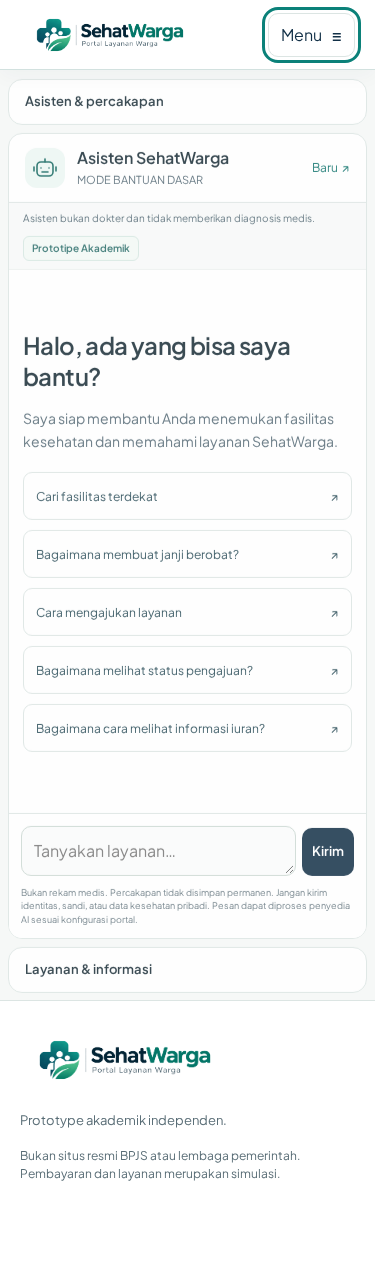 SehatWarga
Portal Layanan Warga
Menu ≡
Asisten & percakapan
Asisten SehatWarga
MODE BANTUAN DASAR
Baru ↗
Asisten bukan dokter dan tidak memberikan diagnosis medis.
Prototipe Akademik
Halo, ada yang bisa saya
bantu?
Saya siap membantu Anda menemukan fasilitas
kesehatan dan memahami layanan SehatWarga.
Cari fasilitas terdekat ↗
Bagaimana membuat janji berobat? ↗
Cara mengajukan layanan ↗
Bagaimana melihat status pengajuan? ↗
Bagaimana cara melihat informasi iuran? ↗
Tanyakan layanan...
Kirim
Bukan rekam medis. Percakapan tidak disimpan permanen. Jangan kirim
identitas, sandi, atau data kesehatan pribadi. Pesan dapat diproses penyedia
AI sesuai konfigurasi portal.
Layanan & informasi
SehatWarga
Portal Layanan Warga
Prototype akademik independen.
Bukan situs resmi BPJS atau lembaga pemerintah.
Pembayaran dan layanan merupakan simulasi.